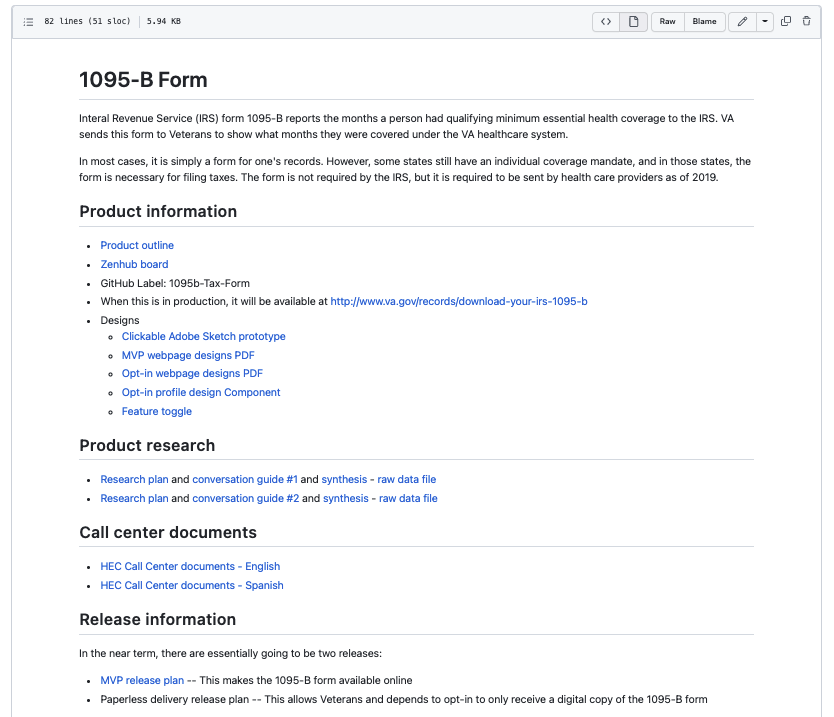 82 lines (51 sloc) 5.94 KB
Raw Blame
1095-B Form
Interal Revenue Service (IRS) form 1095-B reports the months a person had qualifying minimum essential health coverage to the IRS. VA
sends this form to Veterans to show what months they were covered under the VA healthcare system.
In most cases, it is simply a form for one's records. However, some states still have an individual coverage mandate, and in those states, the
form is necessary for filing taxes. The form is not required by the IRS, but it is required to be sent by health care providers as of 2019.
Product information
Product outline
Zenhub board
GitHub Label: 1095b-Tax-Form
When this is in production, it will be available at http://www.va.gov/records/download-your-irs-1095-b
Designs
Clickable Adobe Sketch prototype
MVP webpage designs PDF
Opt-in webpage designs PDF
Opt-in profile design Component
Feature toggle
Product research
Research plan and conversation guide #1 and synthesis - raw data file
Research plan and conversation guide #2 and synthesis - raw data file
Call center documents
HEC Call Center documents - English
HEC Call Center documents - Spanish
Release information
In the near term, there are essentially going to be two releases:
MVP release plan -- This makes the 1095-B form available online
Paperless delivery release plan -- This allows Veterans and depends to opt-in to only receive a digital copy of the 1095-B form